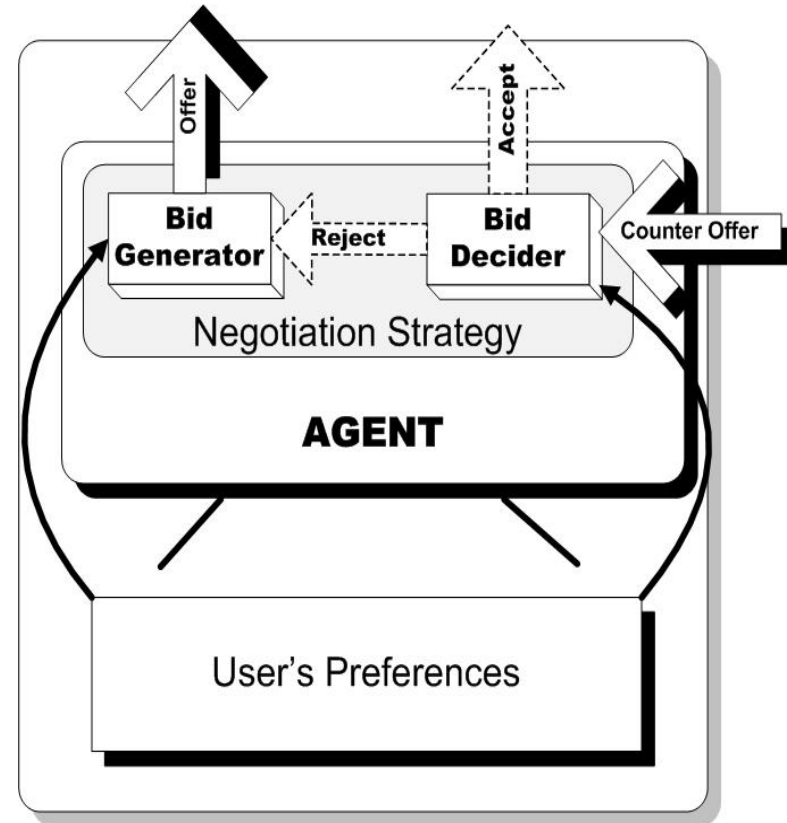 Offer
Accept
Bid
Generator
Reject
Bid
Decider
Counter Offer
Negotiation Strategy
AGENT
User's Preferences